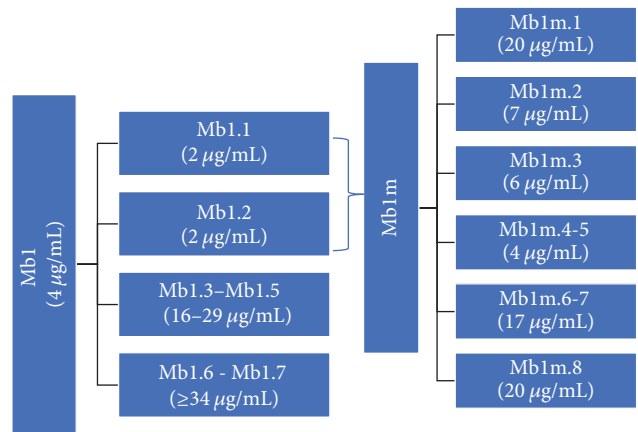 Mb1
(4 μg/mL)
Mb1.1
(2 μg/mL)
Mb1.2
(2 μg/mL)
Mb1.3–Mb1.5
(16–29 μg/mL)
Mb1.6 - Mb1.7
(≥34 μg/mL)
Mb1m
Mb1m.1
(20 μg/mL)
Mb1m.2
(7 μg/mL)
Mb1m.3
(6 μg/mL)
Mb1m.4-5
(4 μg/mL)
Mb1m.6-7
(17 μg/mL)
Mb1m.8
(20 μg/mL)